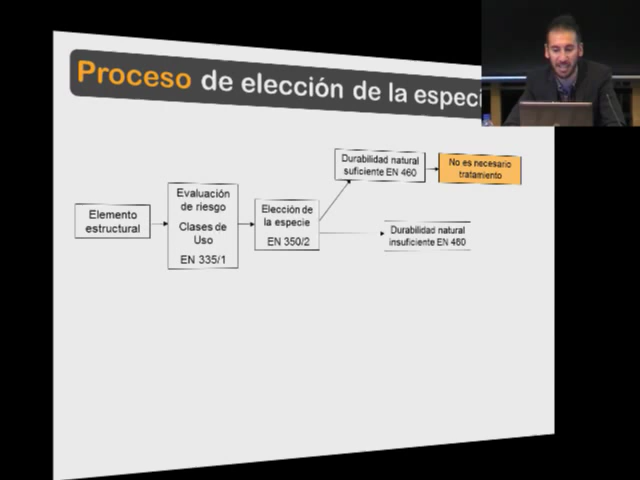 Proceso de elección de la especi
Elemento
estructural
Evaluación
de riesgo
Clases de
Uso
EN 335/1
Elección de
la especie
EN 350/2
Durabilidad natural
suficiente EN 460
No es necesario
tratamiento
Durabilidad natural
insuficiente EN 460